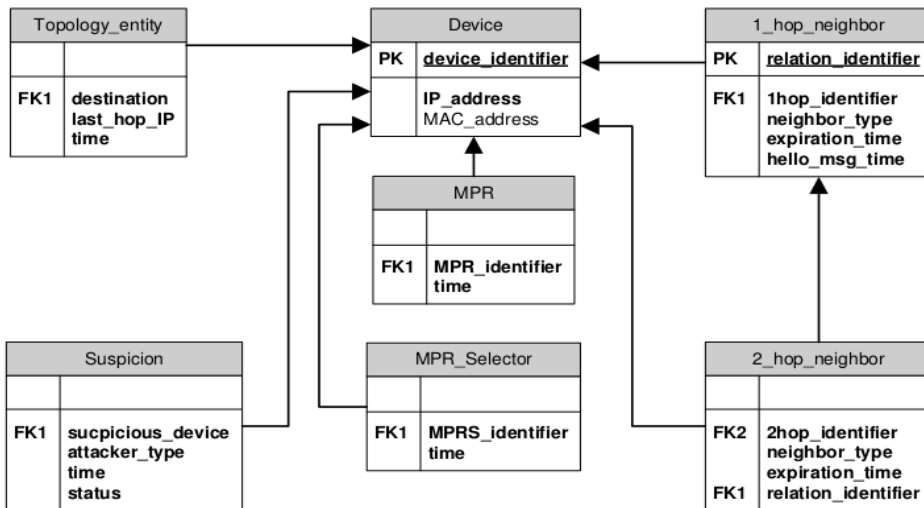 Topology_entity
FK1 destination
last_hop_IP
time
Device
PK device_identifier
IP_address
MAC_address
1_hop_neighbor
PK relation_identifier
FK1 1hop_identifier
neighbor_type
expiration_time
hello_msg_time
MPR
FK1 MPR_identifier
time
Suspicion
FK1 sucpicious_device
attacker_type
time
status
MPR_Selector
FK1 MPRS_identifier
time
2_hop_neighbor
FK2 2hop_identifier
neighbor_type
expiration_time
FK1 relation_identifier